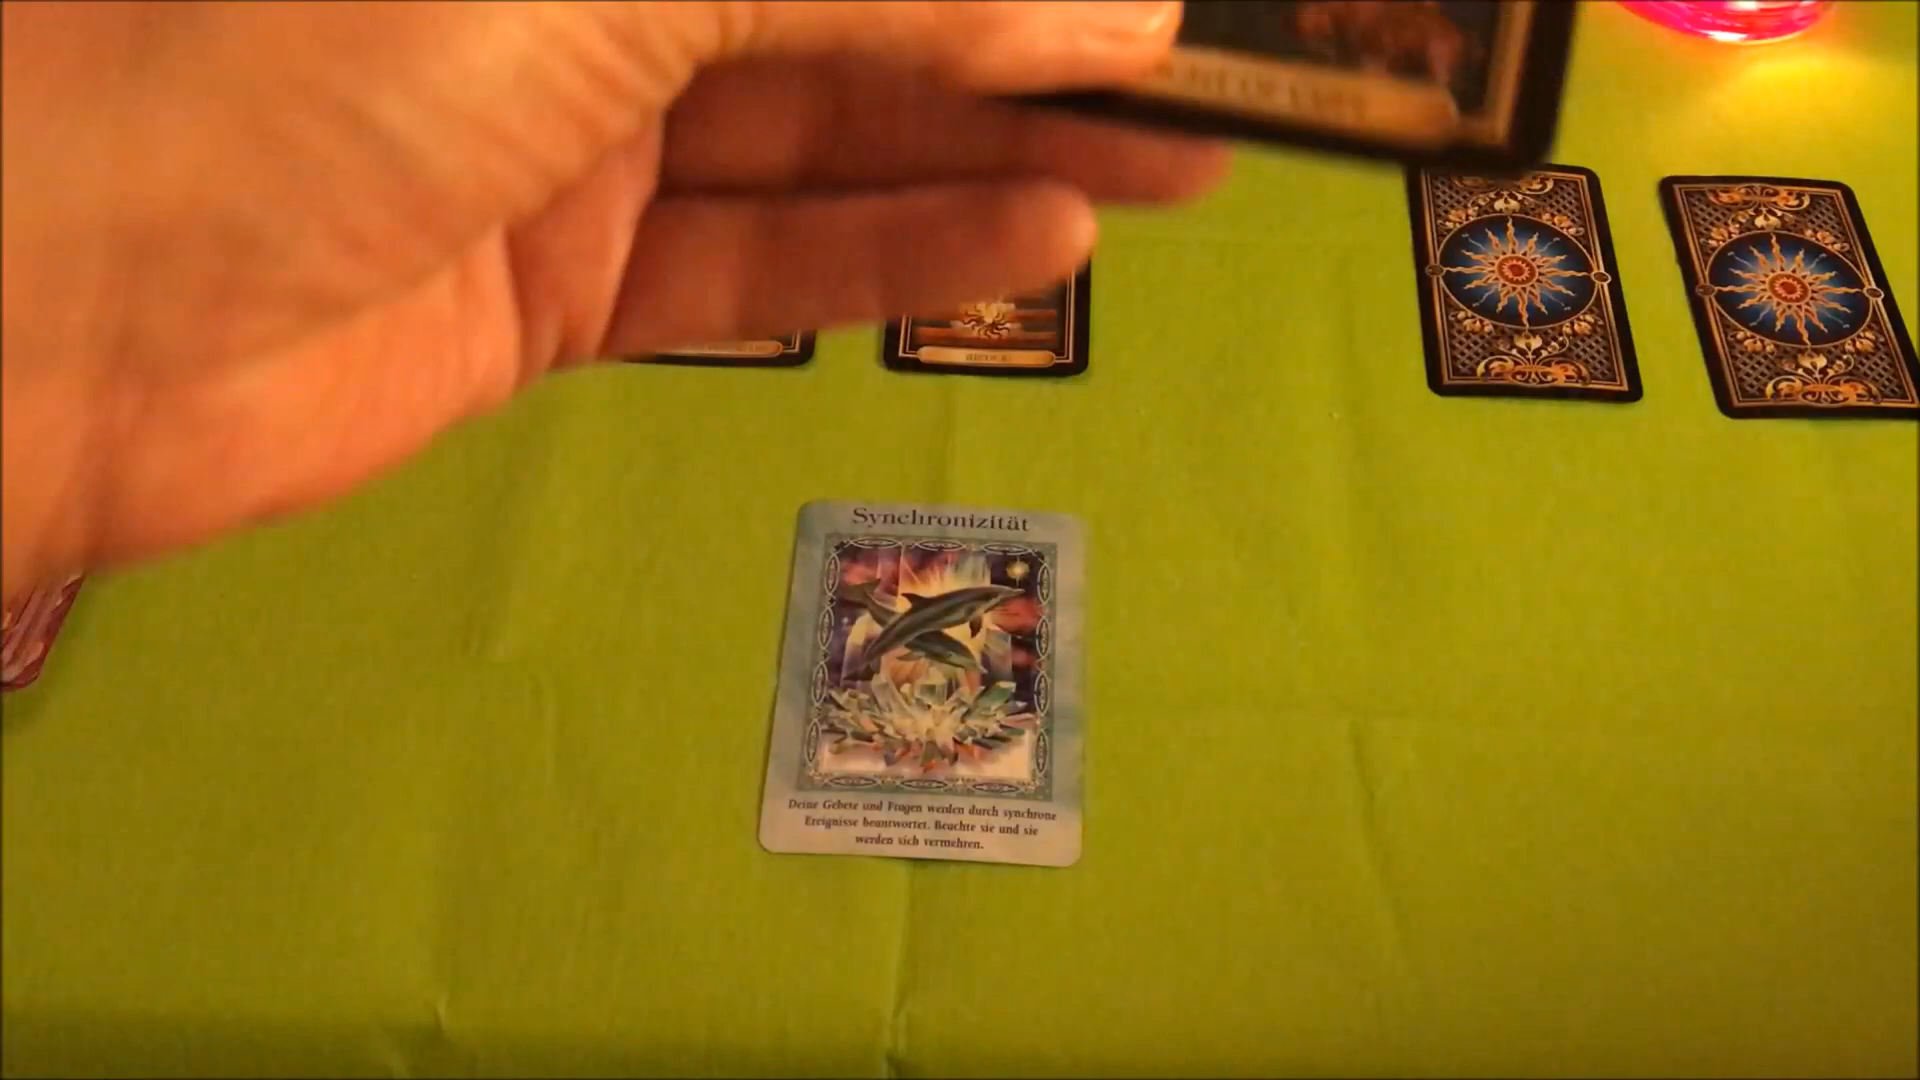 Synchronizität
Deine Gebete und Fragen werden durch synchrone
Ereignisse beantwortet. Beachte sie und sie
werden sich vermehren.